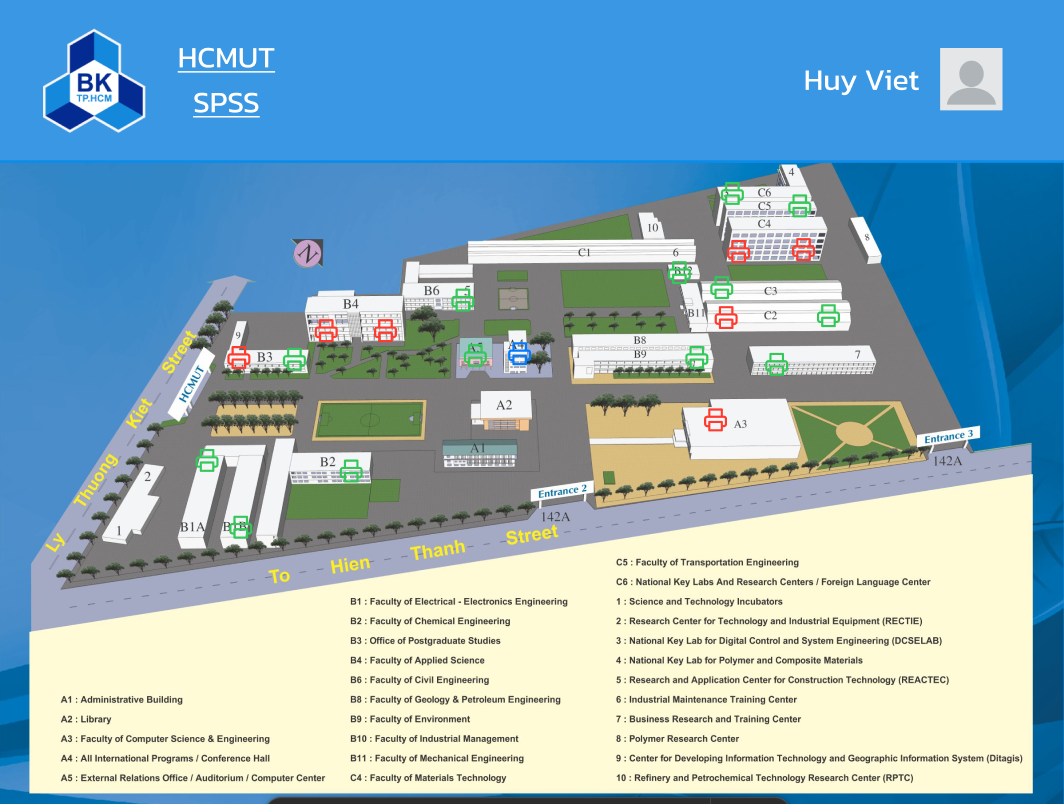 BK
TP.HCM
HCMUT
SPSS
Huy Viet
4
C6
C5
C4
10
8
C1
6
N
B6
5
C3
B4
B11
C2
9
B8
B3
B9
7
HCMUT
A2
A3
A1
Entrance 3
142A
B2
2
Entrance 2
142A
1
B1A
Ly Thuong Kiet Street
To Hien Thanh Street
A1 : Administrative Building
A2 : Library
A3 : Faculty of Computer Science & Engineering
A4 : All International Programs / Conference Hall
A5 : External Relations Office / Auditorium / Computer Center
B1 : Faculty of Electrical - Electronics Engineering
B2 : Faculty of Chemical Engineering
B3 : Office of Postgraduate Studies
B4 : Faculty of Applied Science
B6 : Faculty of Civil Engineering
B8 : Faculty of Geology & Petroleum Engineering
B9 : Faculty of Environment
B10 : Faculty of Industrial Management
B11 : Faculty of Mechanical Engineering
C4 : Faculty of Materials Technology
C5 : Faculty of Transportation Engineering
C6 : National Key Labs And Research Centers / Foreign Language Center
1 : Science and Technology Incubators
2 : Research Center for Technology and Industrial Equipment (RECTIE)
3 : National Key Lab for Digital Control and System Engineering (DCSELAB)
4 : National Key Lab for Polymer and Composite Materials
5 : Research and Application Center for Construction Technology (REACTEC)
6 : Industrial Maintenance Training Center
7 : Business Research and Training Center
8 : Polymer Research Center
9 : Center for Developing Information Technology and Geographic Information System (Ditagis)
10 : Refinery and Petrochemical Technology Research Center (RPTC)